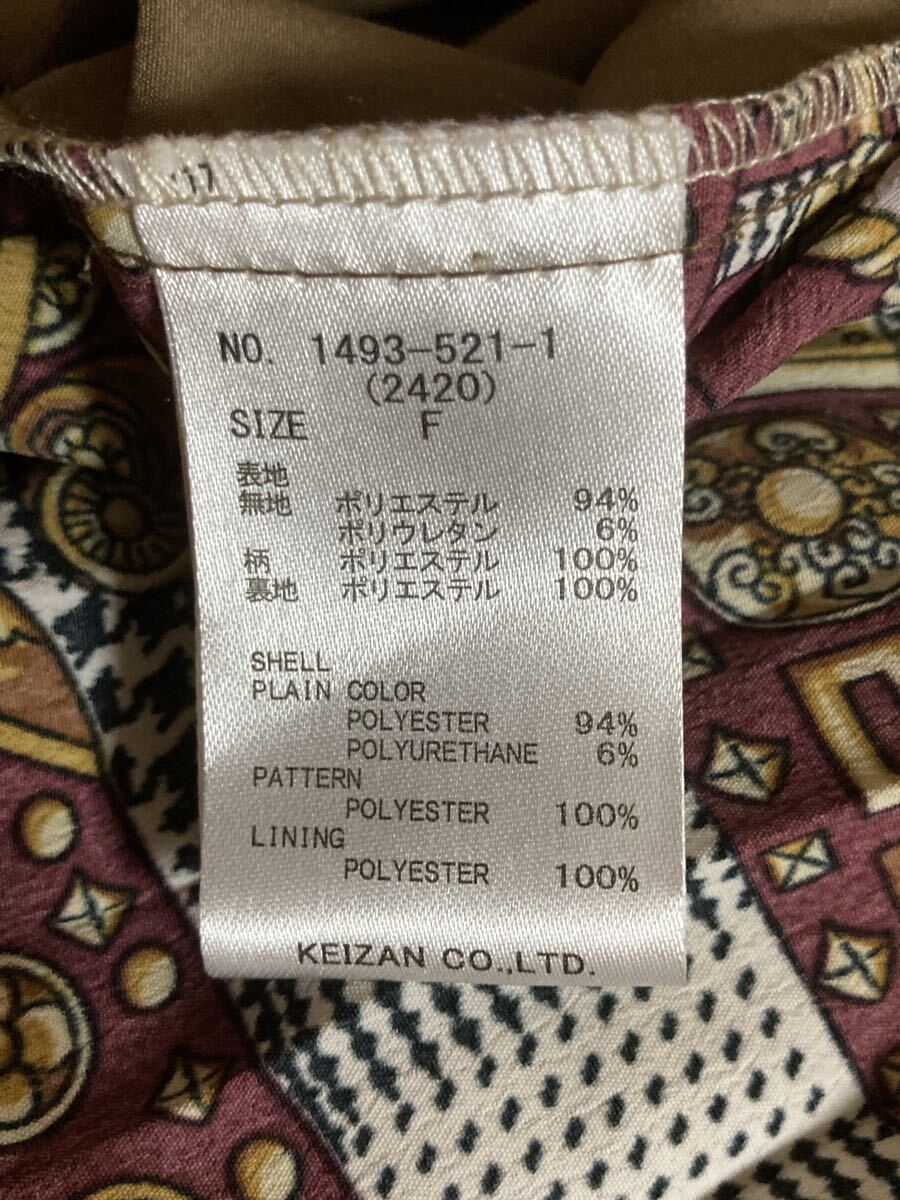 '17
NO. 1493-521-1
(2420)
SIZE F
表地
無地 ポリエステル 94%
ポリウレタン 6%
柄 ポリエステル 100%
裏地 ポリエステル 100%
SHELL
PLAIN COLOR
POLYESTER 94%
POLYURETHANE 6%
PATTERN
POLYESTER 100%
LINING
POLYESTER 100%
KEIZAN CO.,LTD.